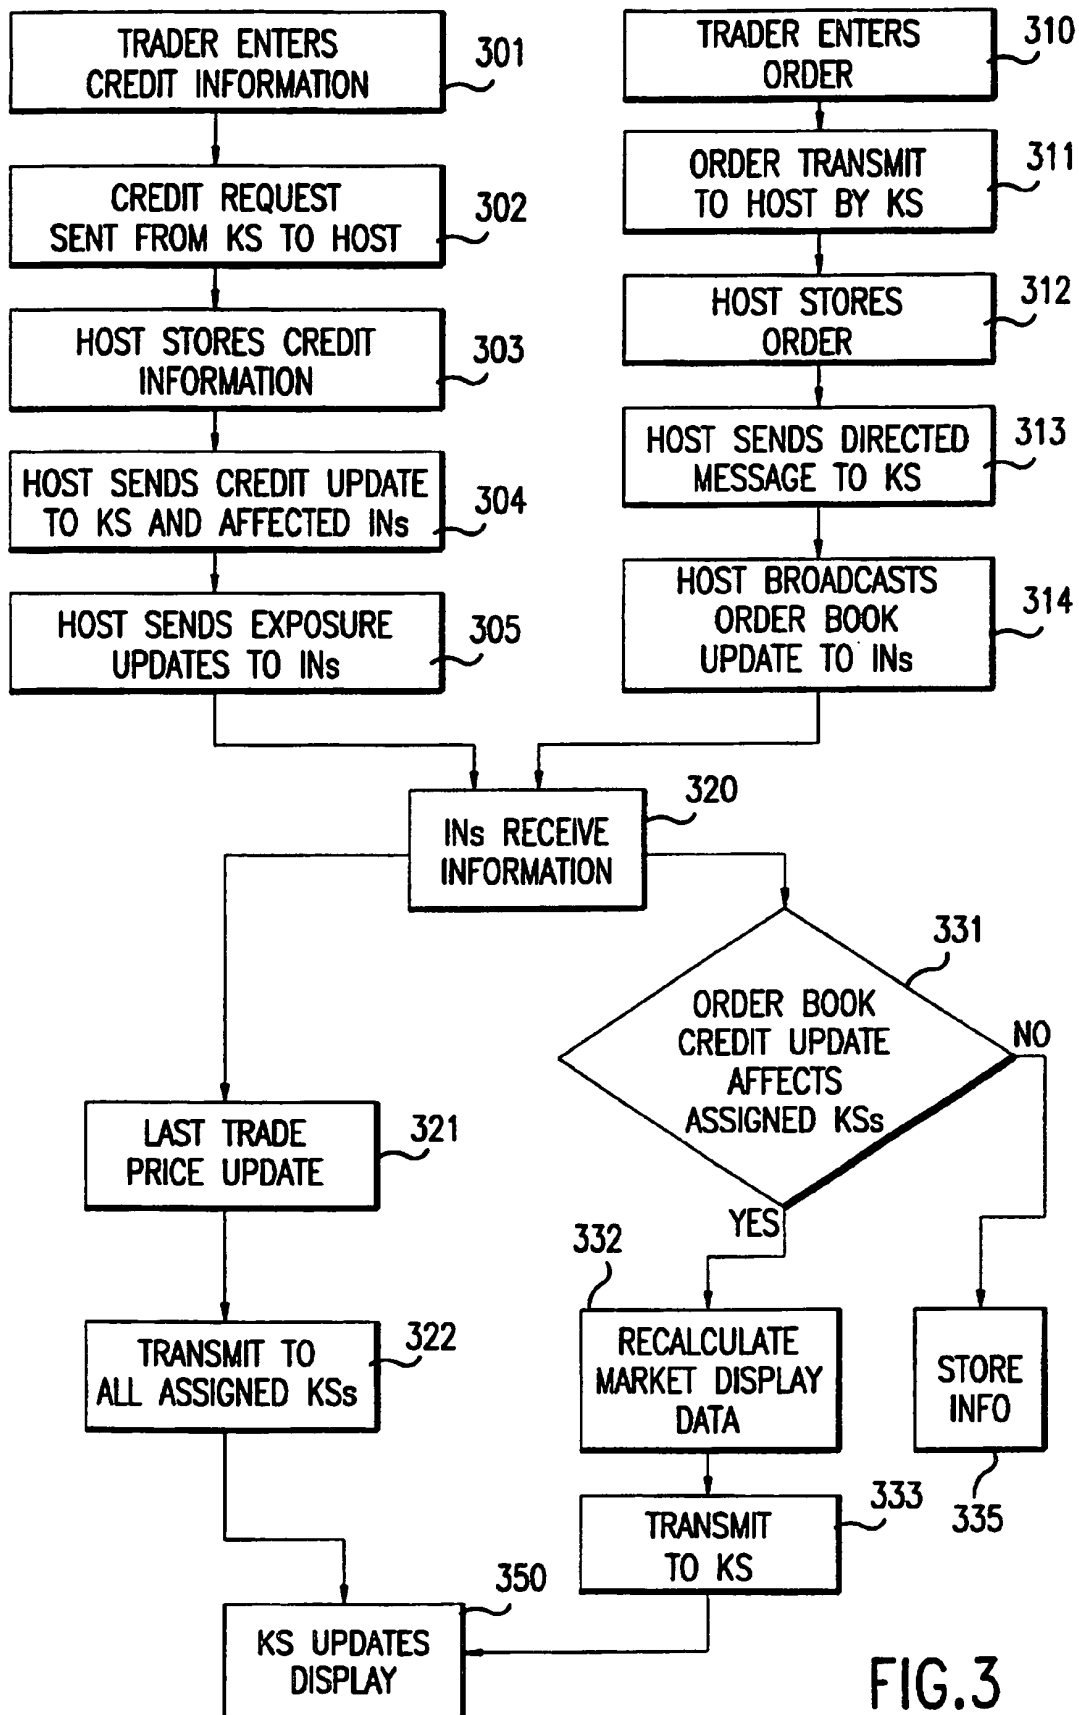 TRADER ENTERS
CREDIT INFORMATION
301
CREDIT REQUEST
SENT FROM KS TO HOST
302
HOST STORES CREDIT
INFORMATION
303
HOST SENDS CREDIT UPDATE
TO KS AND AFFECTED INs
304
HOST SENDS EXPOSURE
UPDATES TO INs
305
TRADER ENTERS
ORDER
310
ORDER TRANSMIT
TO HOST BY KS
311
HOST STORES
ORDER
312
HOST SENDS DIRECTED
MESSAGE TO KS
313
HOST BROADCASTS
ORDER BOOK
UPDATE TO INs
314
INs RECEIVE
INFORMATION
320
LAST TRADE
PRICE UPDATE
321
TRANSMIT TO
ALL ASSIGNED KSs
322
ORDER BOOK
CREDIT UPDATE
AFFECTS
ASSIGNED KSs
331
NO
YES
332
RECALCULATE
MARKET DISPLAY
DATA
STORE
INFO
335
TRANSMIT
TO KS
333
KS UPDATES
DISPLAY
350
FIG.3